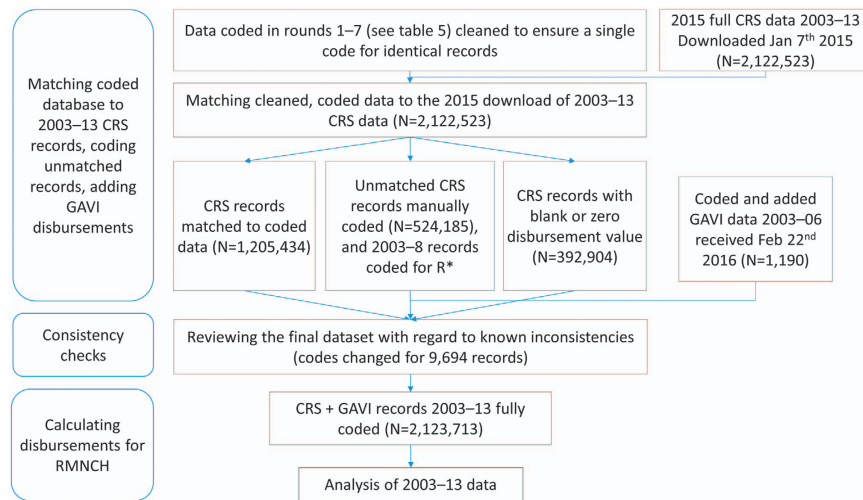 Data coded in rounds 1–7 (see table 5) cleaned to ensure a single
code for identical records
2015 full CRS data 2003–13
Downloaded Jan 7th 2015
(N=2,122,523)
Matching coded
database to
2003–13 CRS
records, coding
unmatched
records, adding
GAVI
disbursements
Matching cleaned, coded data to the 2015 download of 2003–13
CRS data (N=2,122,523)
CRS records
matched to coded
data (N=1,205,434)
Unmatched CRS
records manually
coded (N=524,185),
and 2003–8 records
coded for R*
CRS records with
blank or zero
disbursement value
(N=392,904)
Coded and added
GAVI data 2003–06
received Feb 22nd
2016 (N=1,190)
Consistency
checks
Reviewing the final dataset with regard to known inconsistencies
(codes changed for 9,694 records)
Calculating
disbursements for
RMNCH
CRS + GAVI records 2003–13 fully
coded (N=2,123,713)
Analysis of 2003–13 data